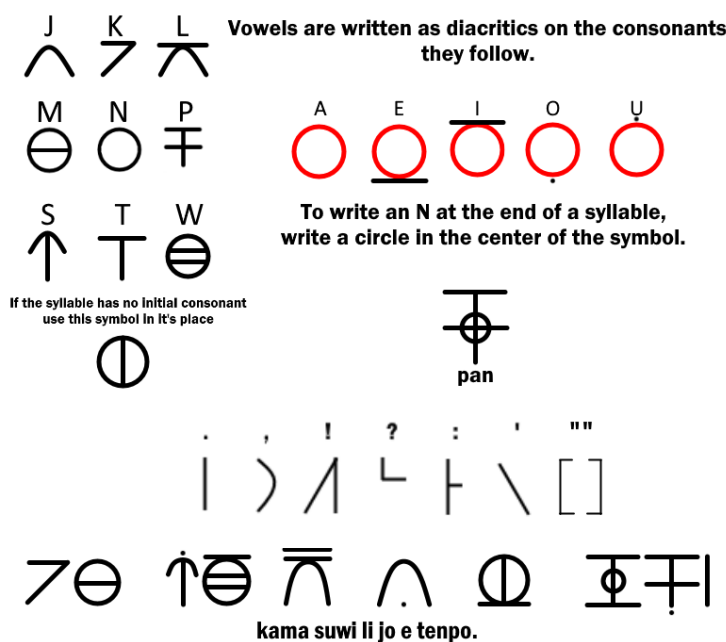 J K L
Vowels are written as diacritics on the consonants
they follow.
M N P
A E I O U
S T W
To write an N at the end of a syllable,
write a circle in the center of the symbol.
If the syllable has no initial consonant
use this symbol in it's place
pan
. , ! ? : ' ""
kama suwi li jo e tenpo.